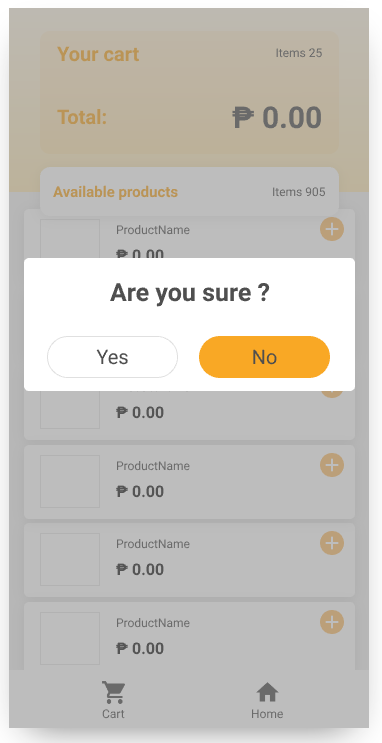 Your cart Items 25
Total: ₱ 0.00
Available products Items 905
ProductName
₱ 0.00
Are you sure ?
Yes No
₱ 0.00
ProductName
₱ 0.00
ProductName
₱ 0.00
ProductName
₱ 0.00
Cart Home